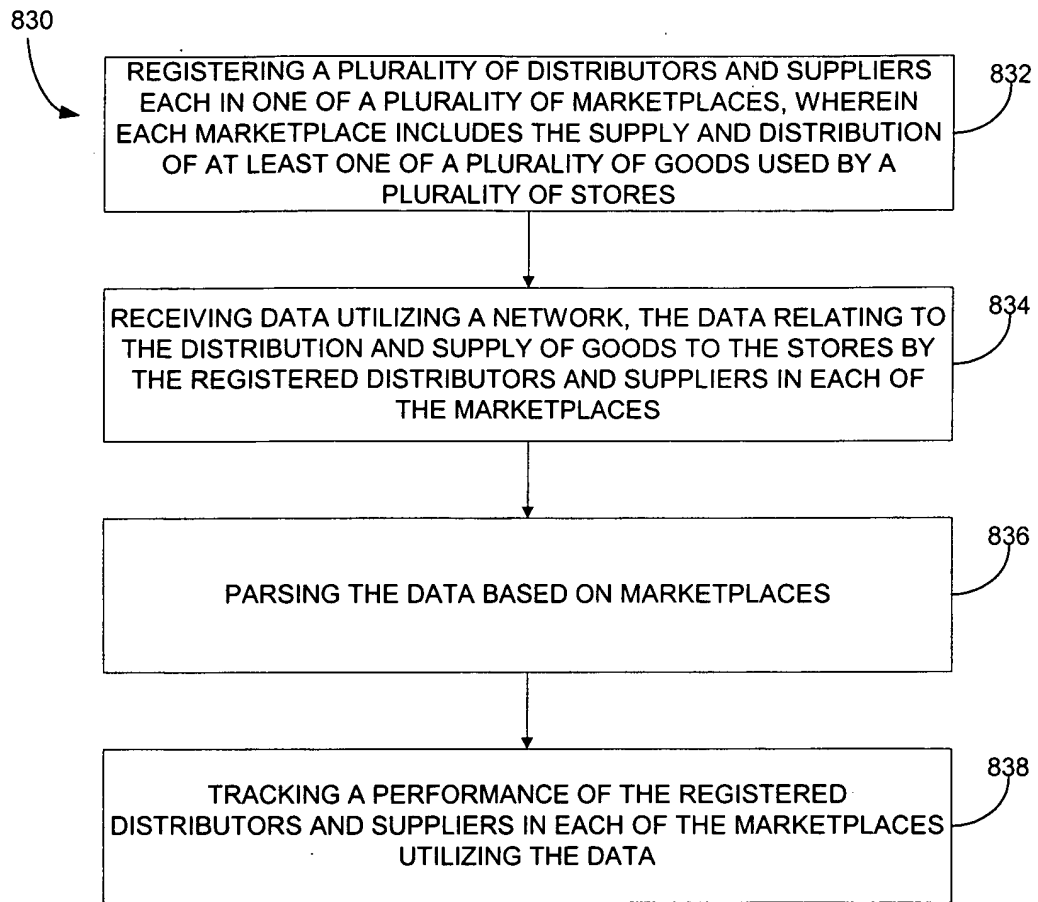 830
REGISTERING A PLURALITY OF DISTRIBUTORS AND SUPPLIERS
EACH IN ONE OF A PLURALITY OF MARKETPLACES, WHEREIN
EACH MARKETPLACE INCLUDES THE SUPPLY AND DISTRIBUTION
OF AT LEAST ONE OF A PLURALITY OF GOODS USED BY A
PLURALITY OF STORES
832
RECEIVING DATA UTILIZING A NETWORK, THE DATA RELATING TO
THE DISTRIBUTION AND SUPPLY OF GOODS TO THE STORES BY
THE REGISTERED DISTRIBUTORS AND SUPPLIERS IN EACH OF
THE MARKETPLACES
834
PARSING THE DATA BASED ON MARKETPLACES
836
TRACKING A PERFORMANCE OF THE REGISTERED
DISTRIBUTORS AND SUPPLIERS IN EACH OF THE MARKETPLACES
UTILIZING THE DATA
838